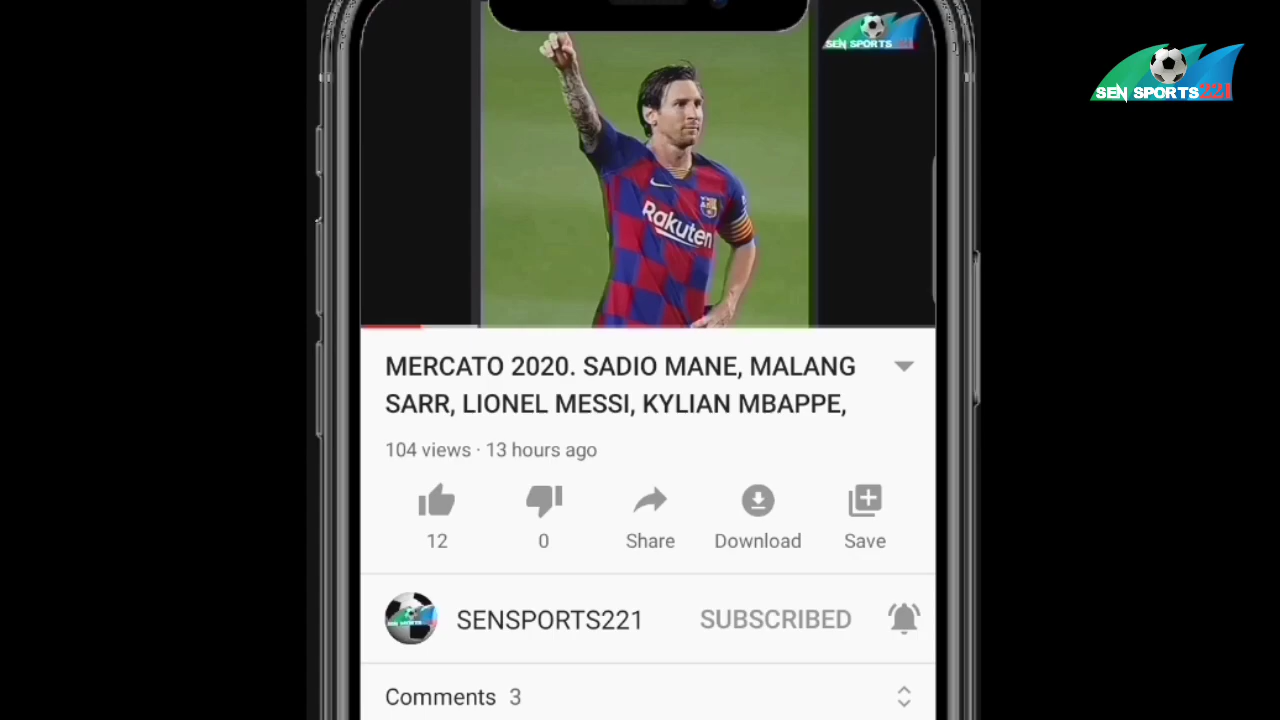 SEN SPORTS221
SEN SPORTS221
Rakuten
MERCATO 2020. SADIO MANE, MALANG
SARR, LIONEL MESSI, KYLIAN MBAPPE,
104 views · 13 hours ago
12
0
Share
Download
Save
SENSPORTS221
SUBSCRIBED
Comments 3